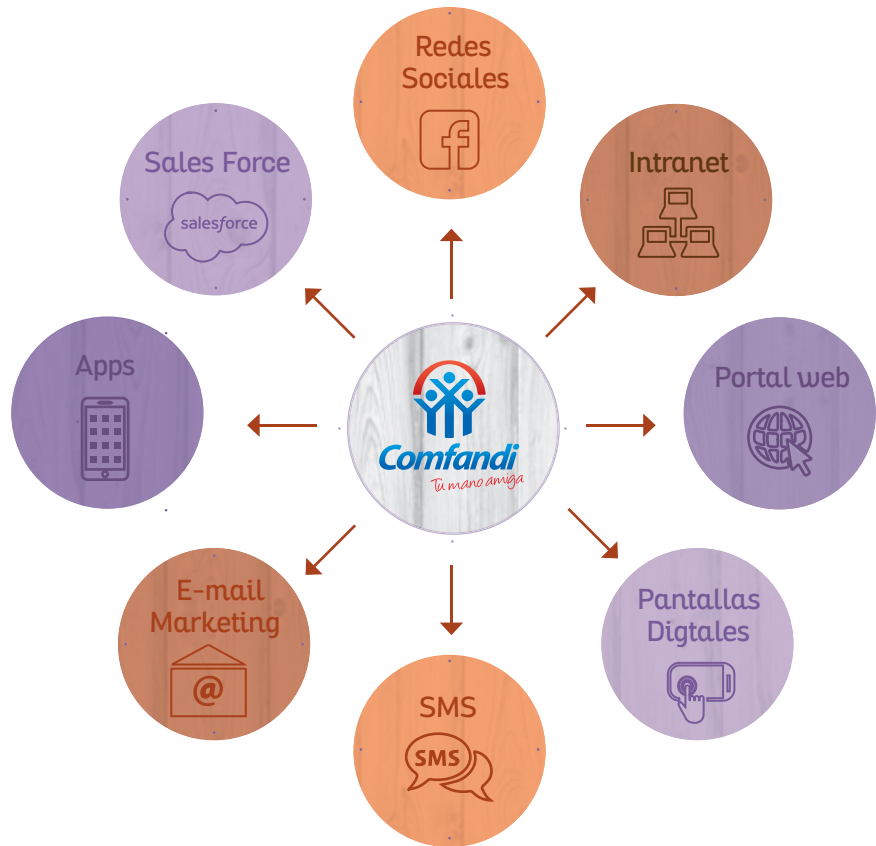 Redes
Sociales
Sales Force
salesforce
Intranet
Apps
Portal web
Comfandi
Tu mano amiga
E-mail
Marketing
@
Pantallas
Digtales
SMS
SMS